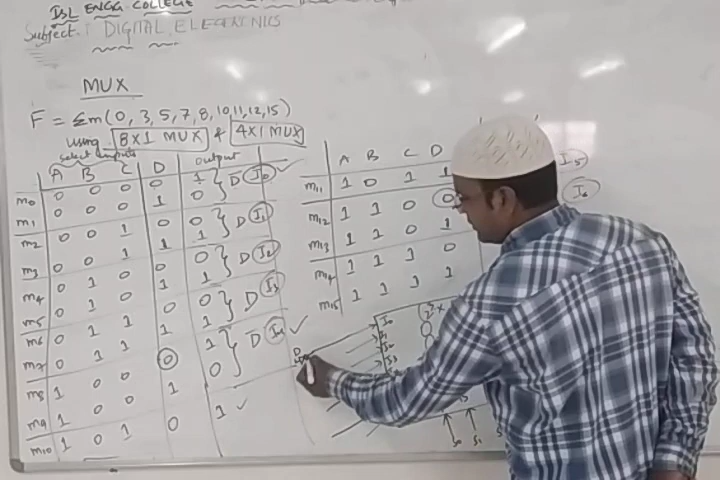 ISL ENGG COLLEGE
Subject : DIGITAL ELECTRONICS
MUX
F = Σm(0, 3, 5, 7, 8, 10, 11, 12, 15)
using 8X1 MUX & 4X1 MUX
select inputs output
A B C D
m0 0 0 0 0 1 D̅ I0 ✓
m1 0 0 0 1 0
m2 0 0 1 0 0 D I1
m3 0 0 1 1 1
m4 0 1 0 0 0 D I2
m5 0 1 0 1 1
m6 0 1 1 0 0 D I3
m7 0 1 1 1 1
m8 1 0 0 0 1 D̅ I4 ✓
m9 1 0 0 1 0
m10 1 0 1 0 1 ✓
A B C D
m11 1 0 1 1 I5
m12 1 1 0 0 I6
m13 1 1 0 1
m14 1 1 1 0
m15 1 1 1 1
I0
I1
I2
I3
D
S0 S1